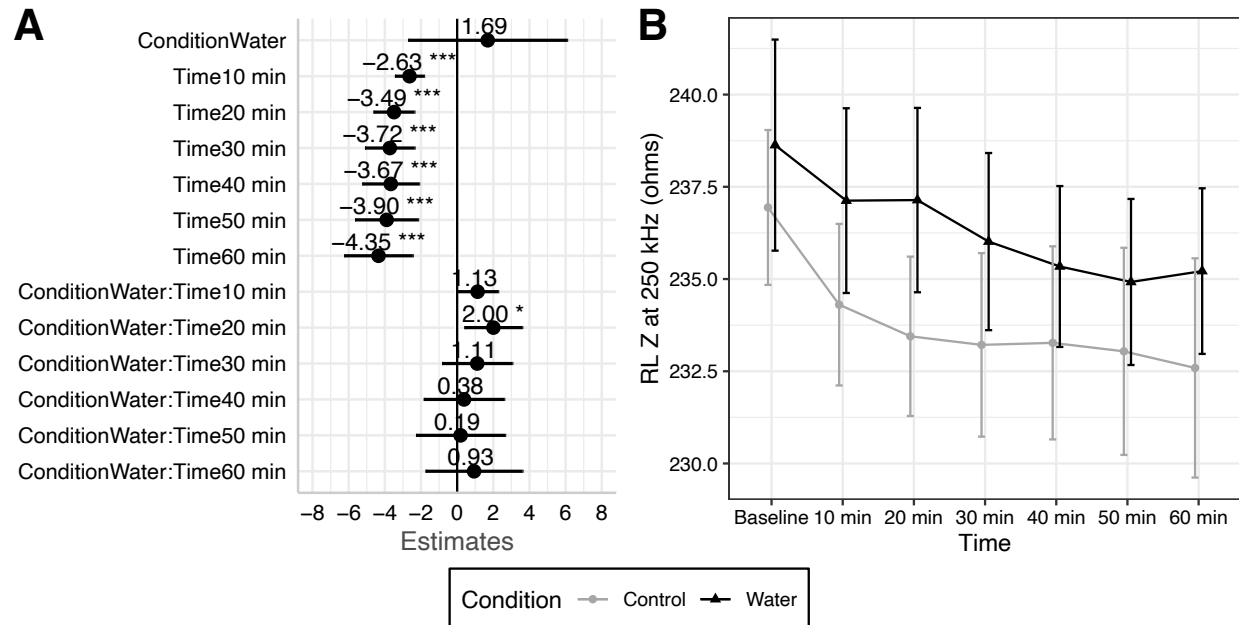 A
ConditionWater
1.69
Time10 min
−2.63 ***
Time20 min
−3.49 ***
Time30 min
−3.72 ***
Time40 min
−3.67 ***
Time50 min
−3.90 ***
Time60 min
−4.35 ***
ConditionWater:Time10 min
1.13
ConditionWater:Time20 min
2.00 *
ConditionWater:Time30 min
1.11
ConditionWater:Time40 min
0.38
ConditionWater:Time50 min
0.19
ConditionWater:Time60 min
0.93
−8 −6 −4 −2 0 2 4 6 8
Estimates
B
RL Z at 250 kHz (ohms)
240.0
237.5
235.0
232.5
230.0
Baseline 10 min 20 min 30 min 40 min 50 min 60 min
Time
Condition Control Water